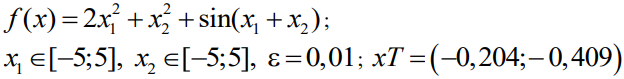 f(x) = 2x₁² + x₂² + sin(x₁ + x₂);
x₁ ∈[−5;5], x₂ ∈[−5;5], ε = 0,01; xT = (−0,204;−0,409)